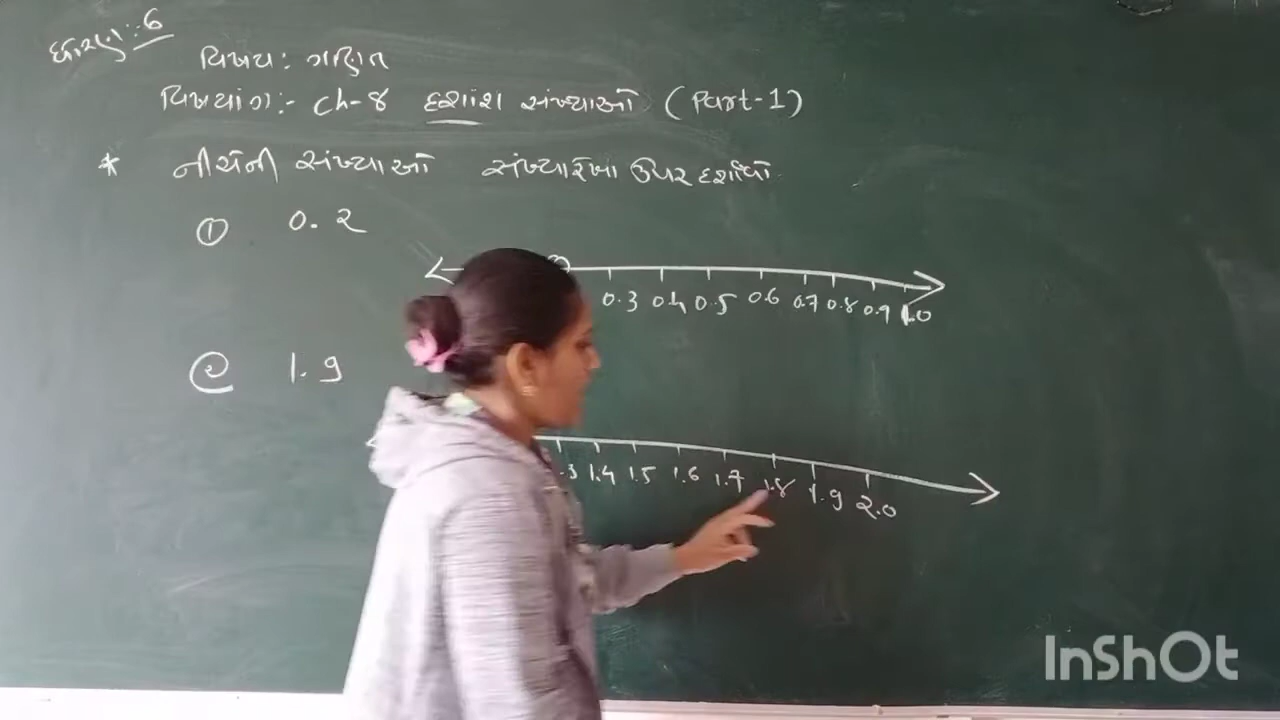 ધોરણ : 6
વિષય : ગણિત
વિષયાંગ :- Ch-8 દશાંશ સંખ્યાઓ (Part-1)
* નીચેની સંખ્યાઓ સંખ્યારેખા ઉપર દર્શાવો
① 0.2
0.3 0.4 0.5 0.6 0.7 0.8 0.9 1.0
② 1.9
.3 1.4 1.5 1.6 1.7 1.8 1.9 2.0
InShOt